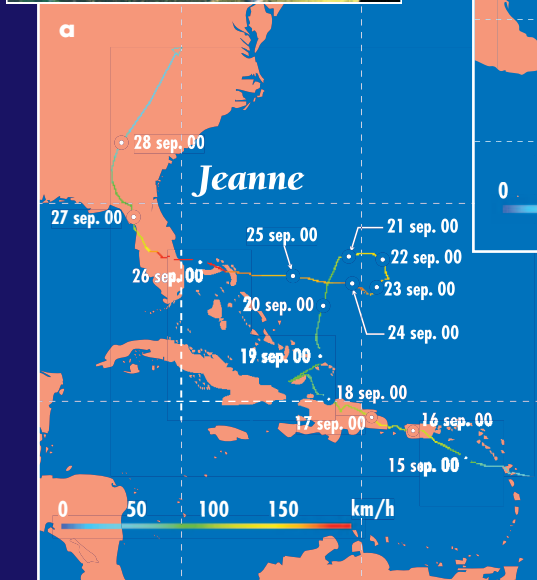 a
28 sep. 00
Jeanne
27 sep. 00
21 sep. 00
25 sep. 00
22 sep. 00
26 sep. 00
23 sep. 00
20 sep. 00
24 sep. 00
19 sep. 00
18 sep. 00
17 sep. 00
16 sep. 00
15 sep. 00
0 50 100 150 km/h
0